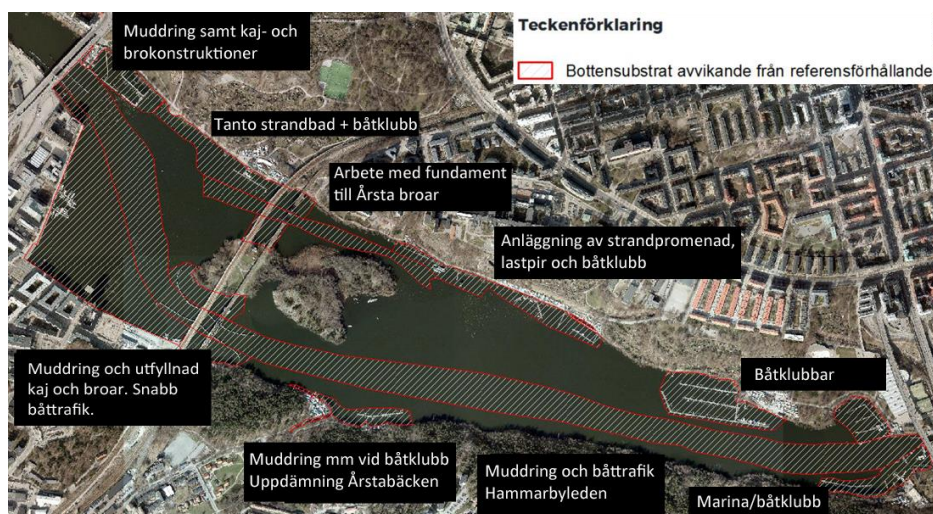 Muddring samt kaj- och
brokonstruktioner
Teckenförklaring
Bottensubstrat avvikande från referensförhållande
Tanto strandbad + båtklubb
Arbete med fundament
till Årsta broar
Anläggning av strandpromenad,
lastpir och båtklubb
Muddring och utfyllnad
kaj och broar. Snabb
båttrafik.
Båtklubbar
Muddring mm vid båtklubb
Uppdämning Årstabäcken
Muddring och båttrafik
Hammarbyleden
Marina/båtklubb